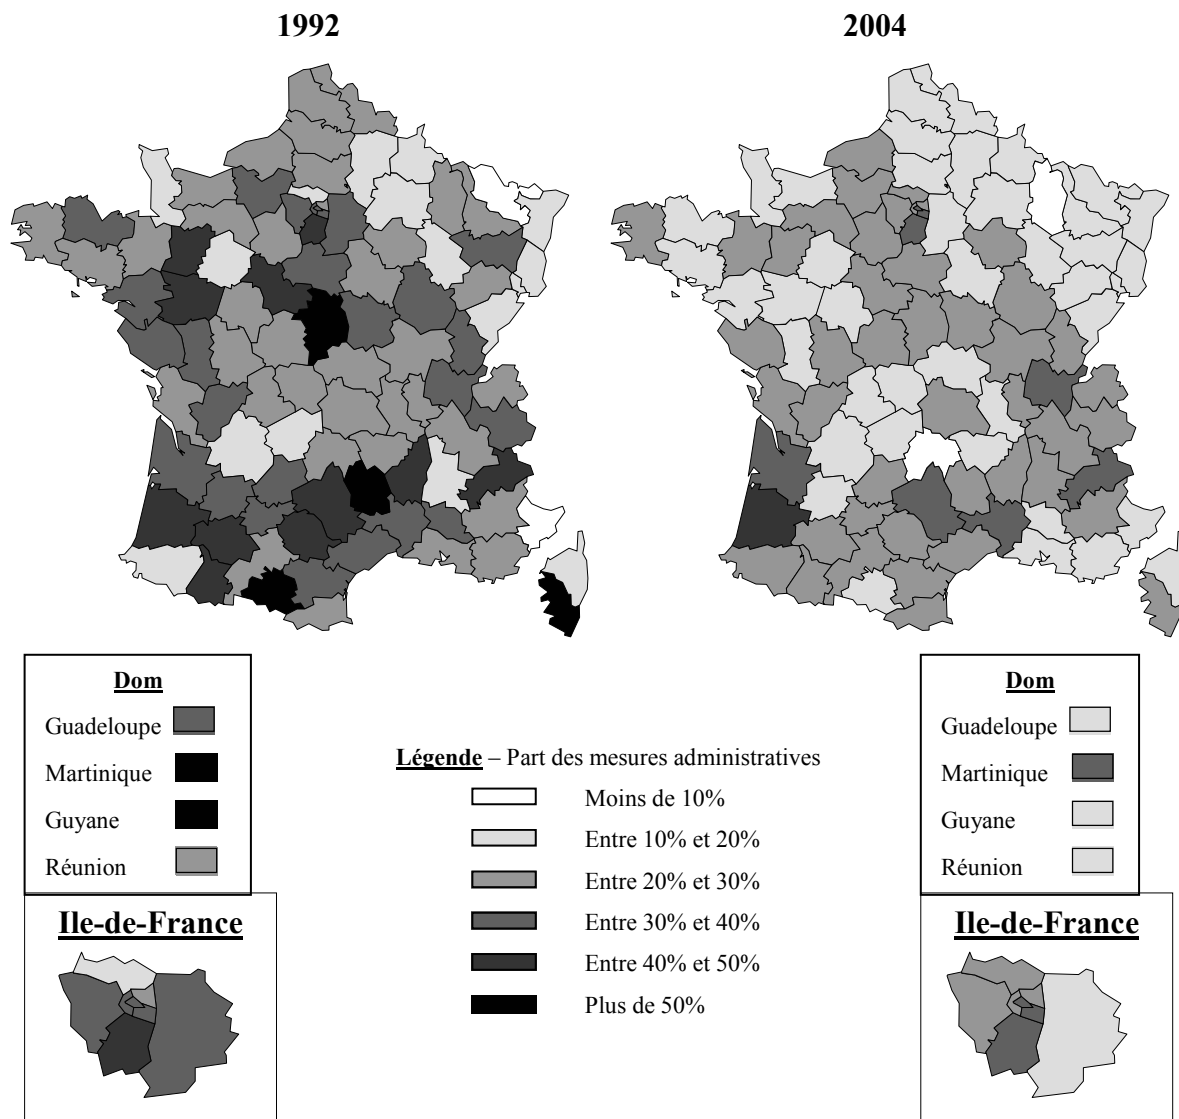 1992
2004
Dom
Guadeloupe
Martinique
Guyane
Réunion
Légende – Part des mesures administratives
Moins de 10%
Entre 10% et 20%
Entre 20% et 30%
Entre 30% et 40%
Entre 40% et 50%
Plus de 50%
Dom
Guadeloupe
Martinique
Guyane
Réunion
Ile-de-France
Ile-de-France